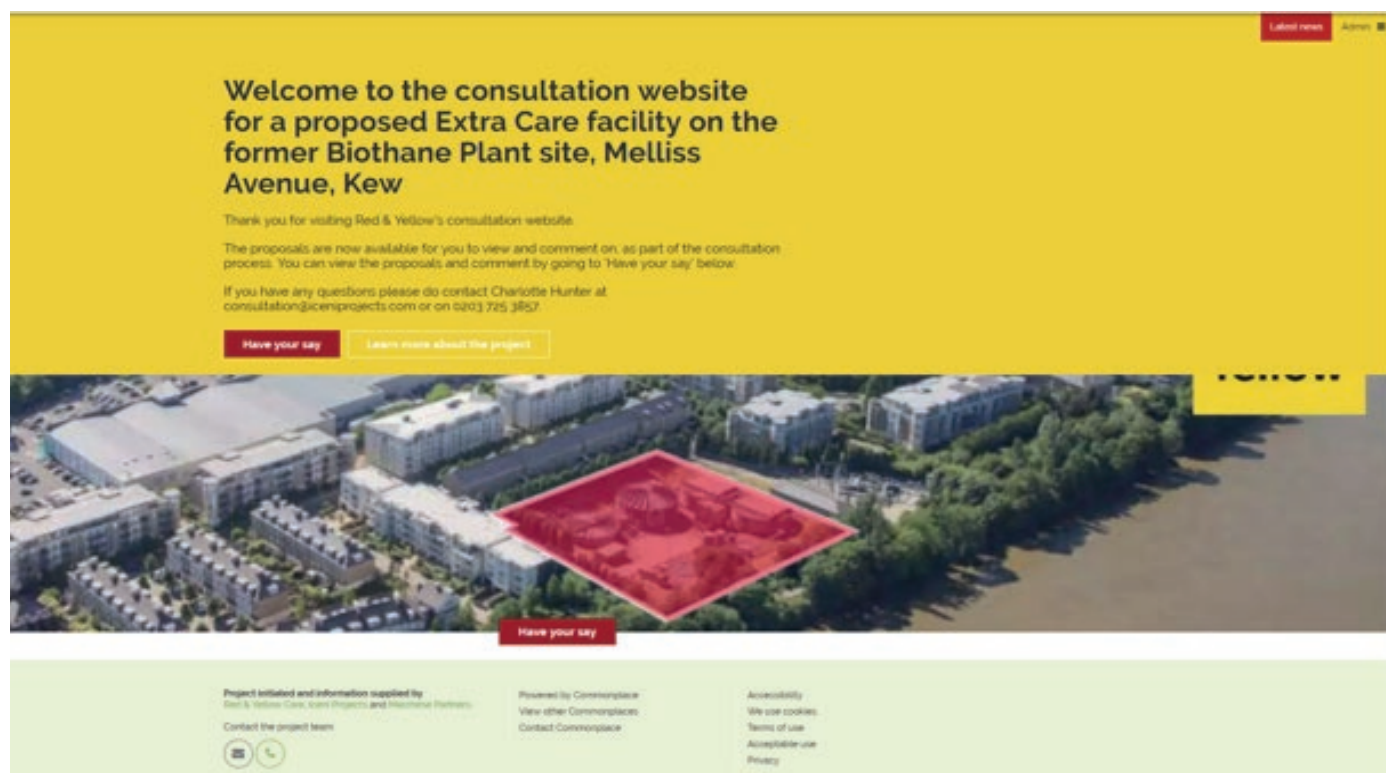 Latest news
Admin
Welcome to the consultation website
for a proposed Extra Care facility on the
former Biothane Plant site, Melliss
Avenue, Kew
Thank you for visiting Red & Yellow's consultation website.
The proposals are now available for you to view and comment on, as part of the consultation
process. You can view the proposals and comment by going to 'Have your say' below.
If you have any questions please do contact Charlotte Hunter at
consultation@iceniprojects.com or on 0203 725 3857.
Have your say
Learn more about the project
Have your say
Project initiated and information supplied by
Red & Yellow Care, Iceni Projects and Partners
Contact the project team
Powered by Commonplace
View other Commonplaces
Contact Commonplace
Accessibility
We use cookies
Terms of use
Acceptable use
Privacy